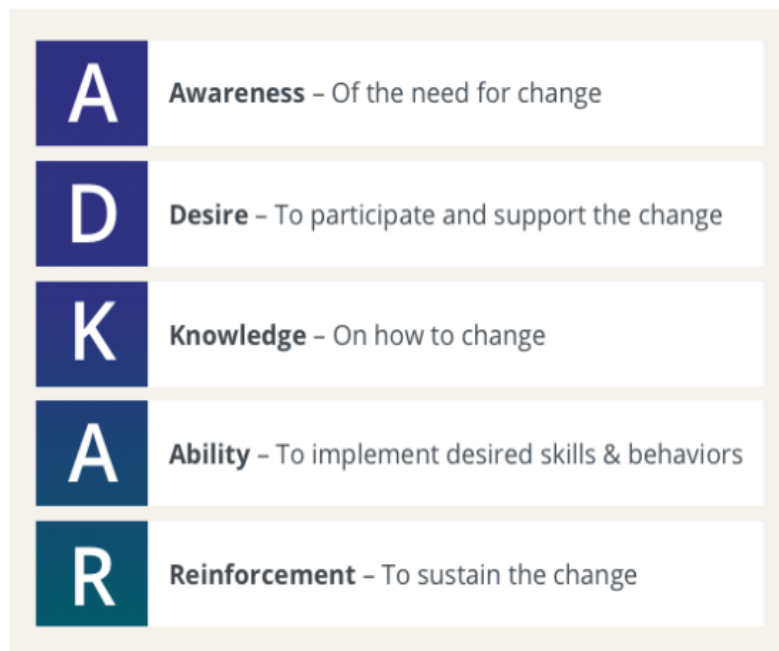 A Awareness – Of the need for change
D Desire – To participate and support the change
K Knowledge – On how to change
A Ability – To implement desired skills & behaviors
R Reinforcement – To sustain the change